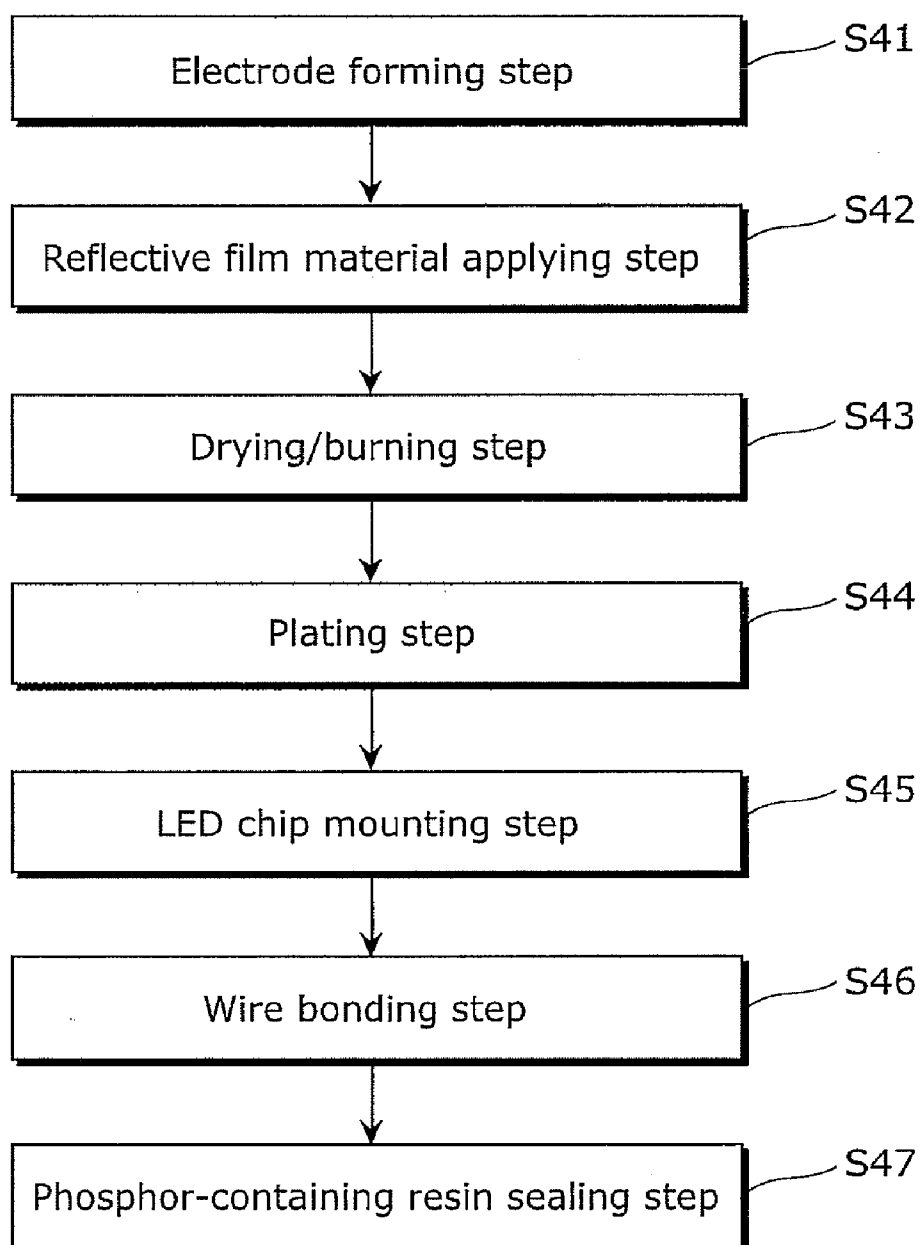 Electrode forming step
S41
Reflective film material applying step
S42
Drying/burning step
S43
Plating step
S44
LED chip mounting step
S45
Wire bonding step
S46
Phosphor-containing resin sealing step
S47